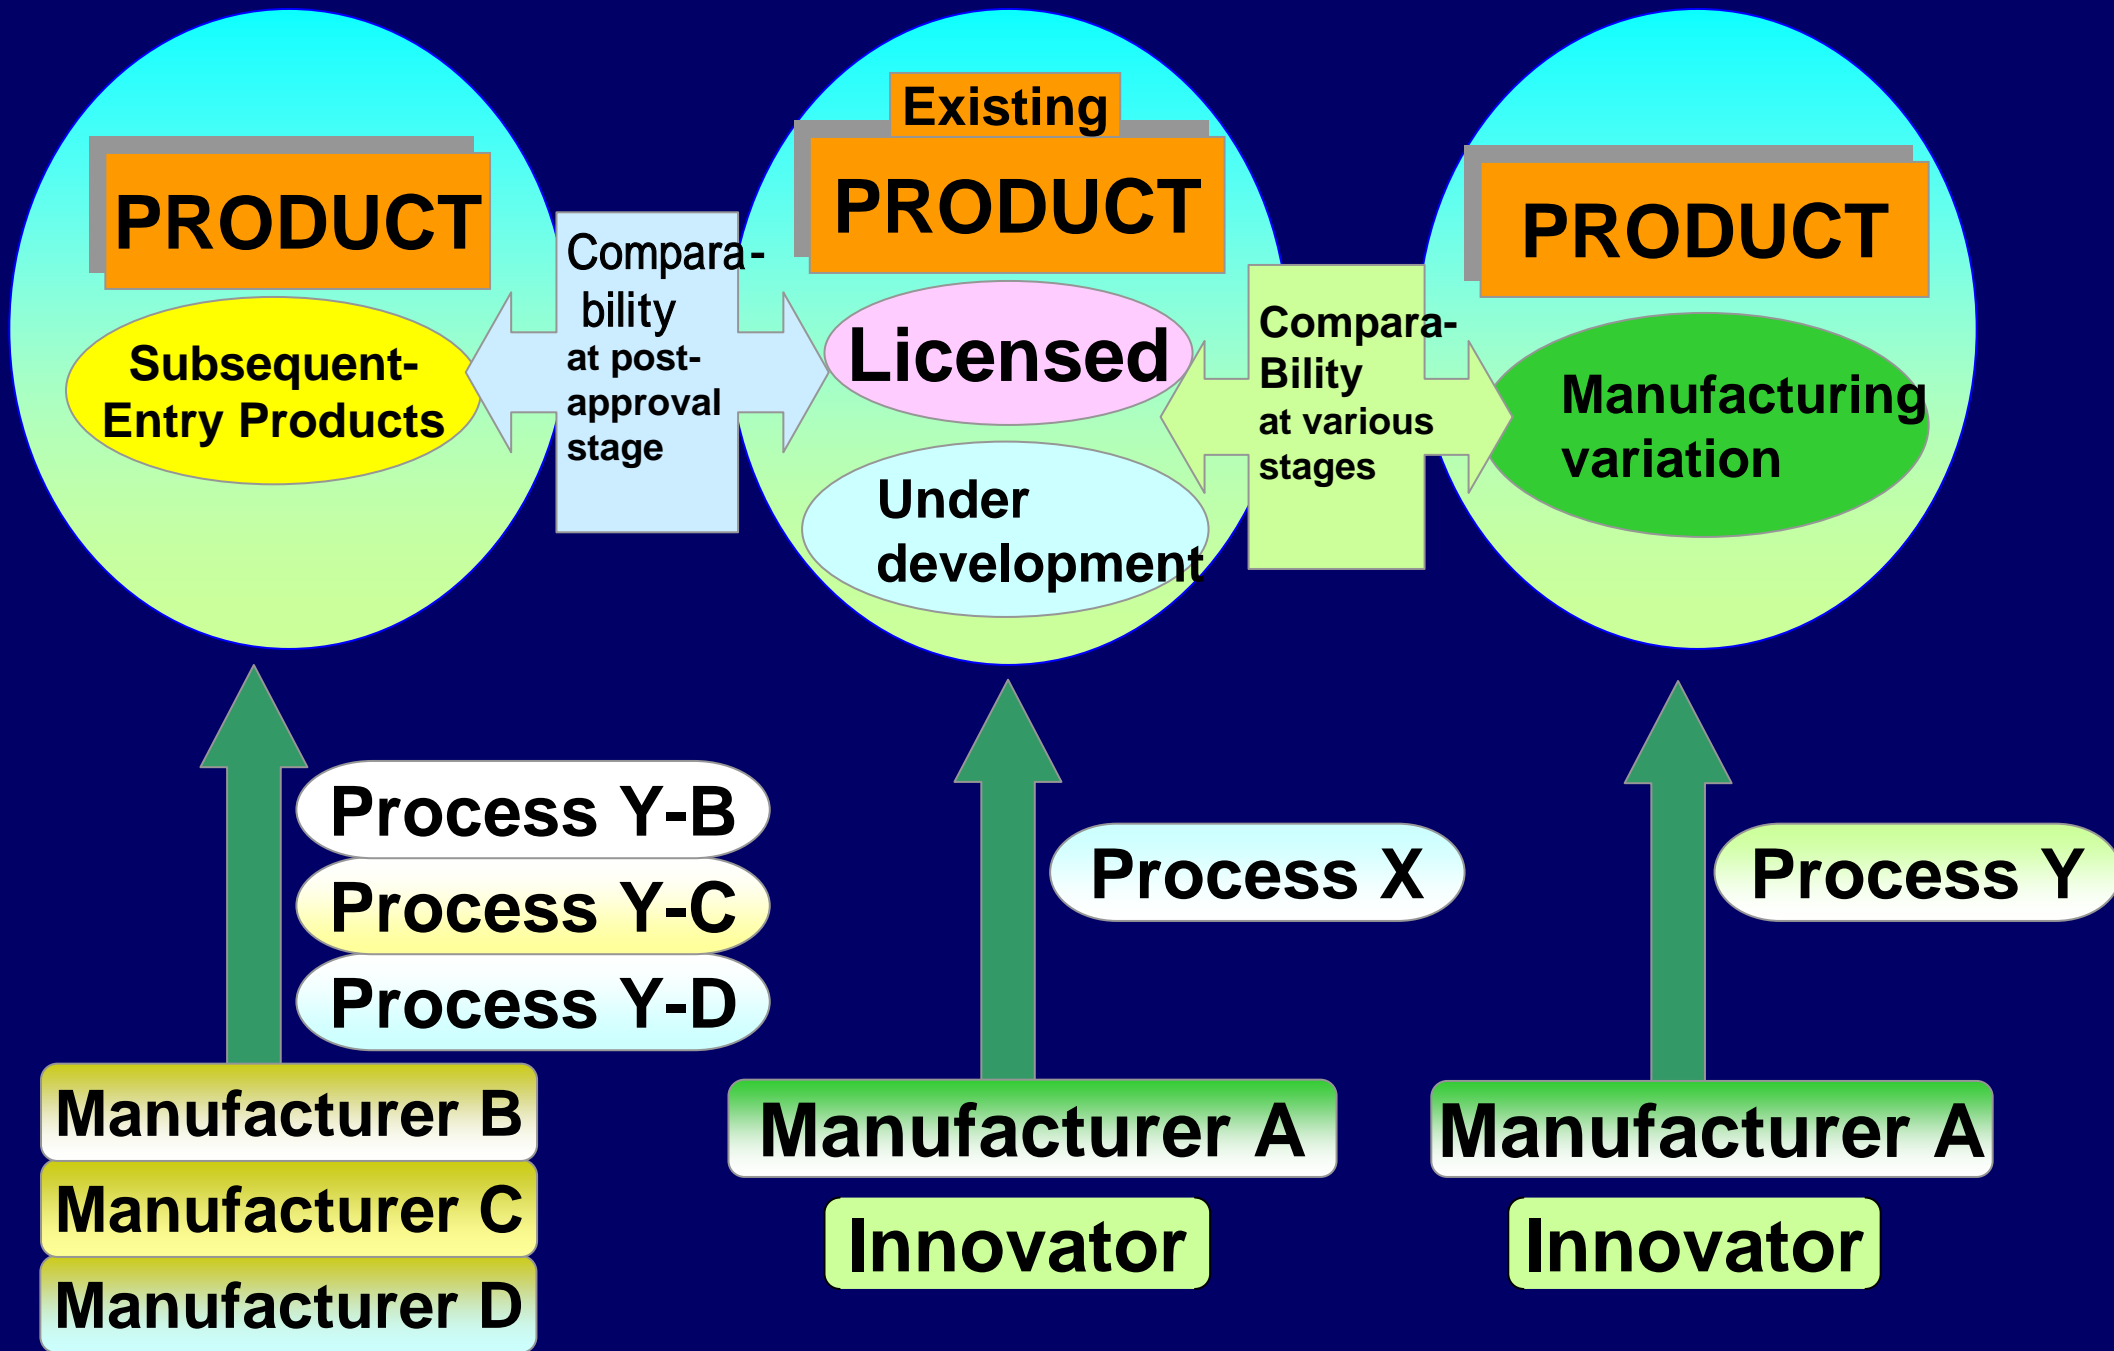 PRODUCT
Subsequent-
Entry Products
Compara-
bility
at post-
approval
stage
Existing
PRODUCT
Licensed
Under
development
Compara-
Bility
at various
stages
PRODUCT
Manufacturing
variation
Process Y-B
Process Y-C
Process Y-D
Process X
Process Y
Manufacturer B
Manufacturer C
Manufacturer D
Manufacturer A
Innovator
Manufacturer A
Innovator